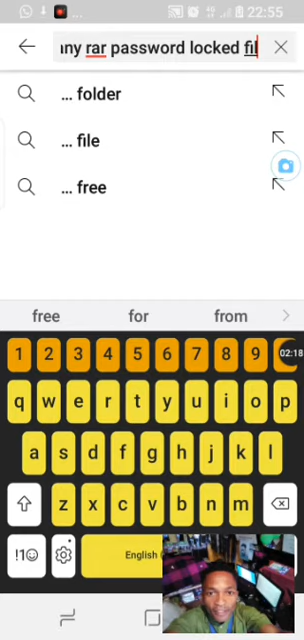 22:55
any rar password locked fil
... folder
... file
... free
free for from
1 2 3 4 5 6 7 8 9 02:18
q w e r t y u i o p
a s d f g h j k l
z x c v b n m
!1☺ English